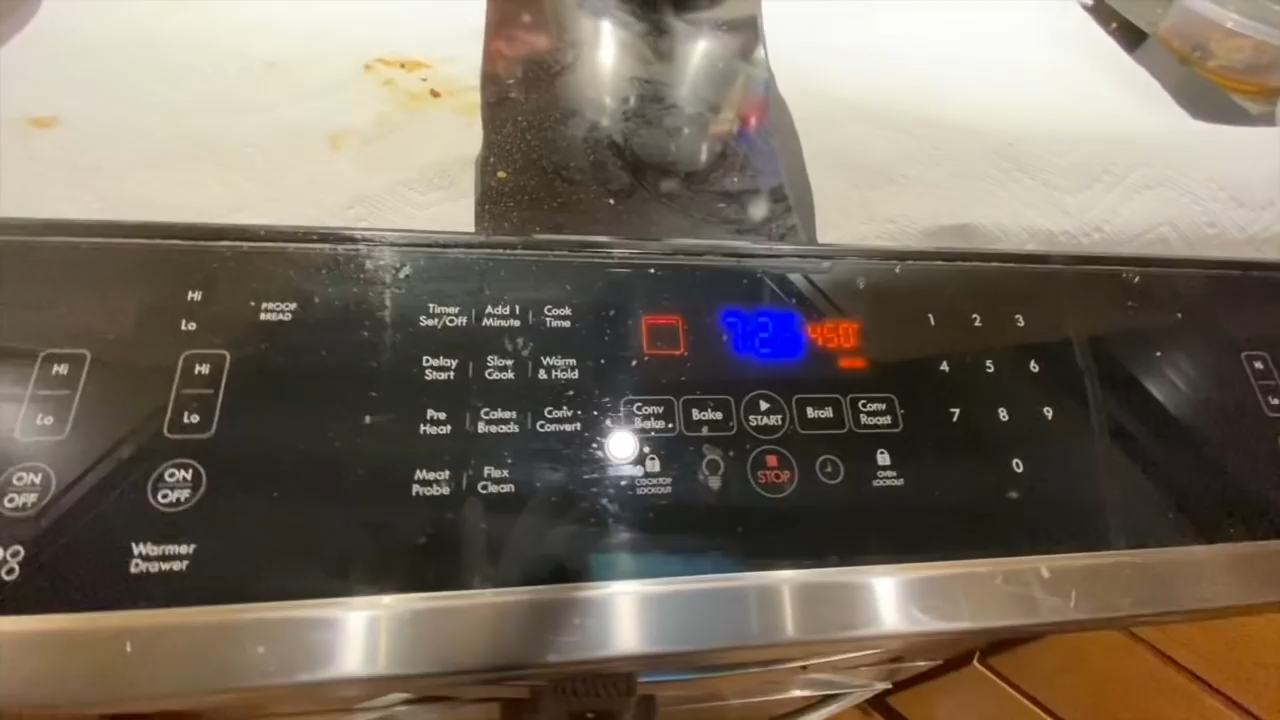 Hi
Lo
PROOF
BREAD
Hi
Lo
Hi
Lo
ON
OFF
ON
OFF
Warmer
Drawer
Timer
Set/Off
Add 1
Minute
Cook
Time
Delay
Start
Slow
Cook
Warm
& Hold
Pre
Heat
Cakes
Breads
Conv
Convert
Meat
Probe
Flex
Clean
450°
Conv
Bake
Bake
START
Broil
Conv
Roast
COOKTOP
LOCKOUT
STOP
OVEN
LOCKOUT
1 2 3
4 5 6
7 8 9
0
Hi
Lo